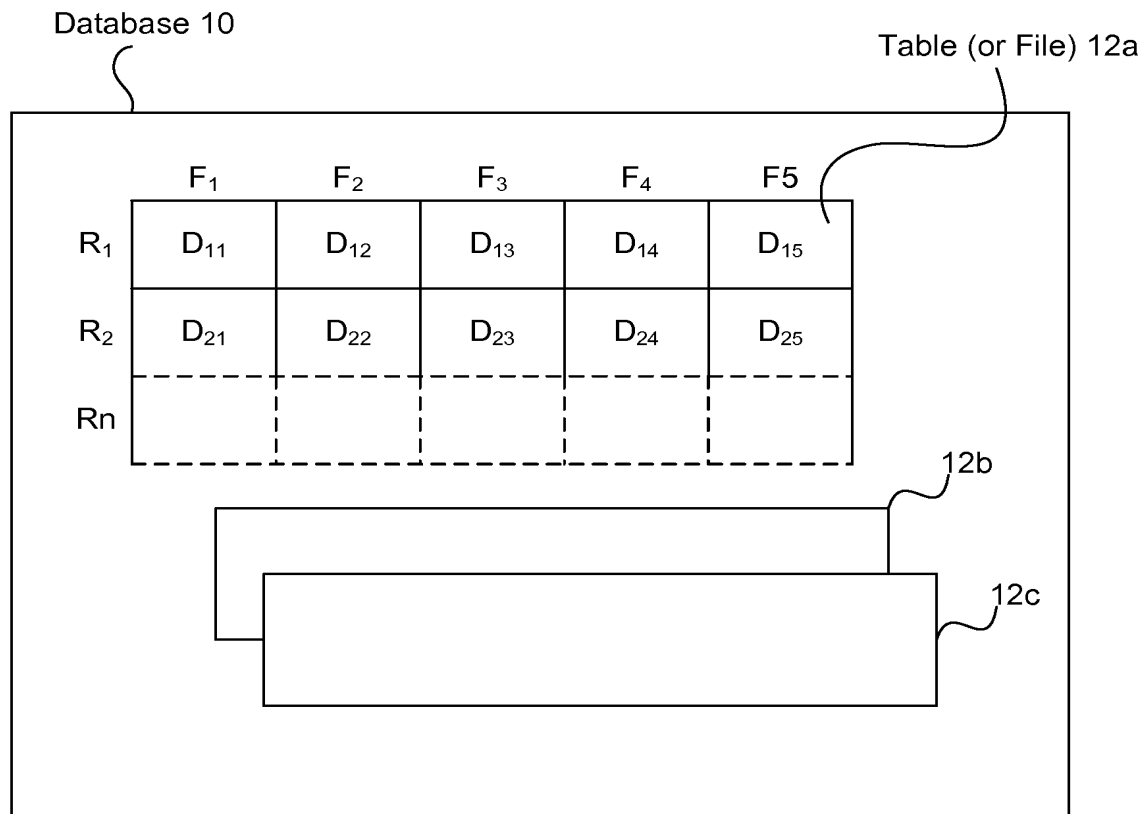 Database 10
Table (or File) 12a
F₁ F₂ F₃ F₄ F5
R₁ D₁₁ D₁₂ D₁₃ D₁₄ D₁₅
R₂ D₂₁ D₂₂ D₂₃ D₂₄ D₂₅
Rn
12b
12c